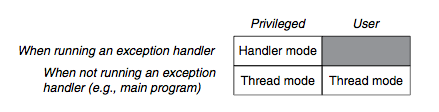 Privileged User
When running an exception handler Handler mode
When not running an exception
handler (e.g., main program) Thread mode Thread mode